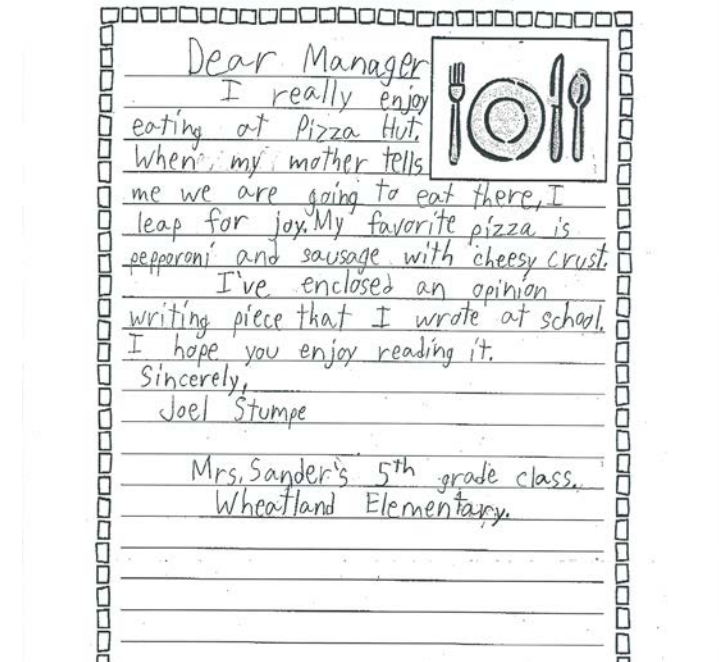 Dear Manager
I really enjoy
eating at Pizza Hut.
When my mother tells
me we are going to eat there, I
leap for joy. My favorite pizza is
pepparoni and sausage with cheesy crust.
I've enclosed an opinion
writing piece that I wrote at school.
I hope you enjoy reading it.
Sincerely,
Joel Stumpe
Mrs. Sander's 5th grade class.
Wheatland Elementary.